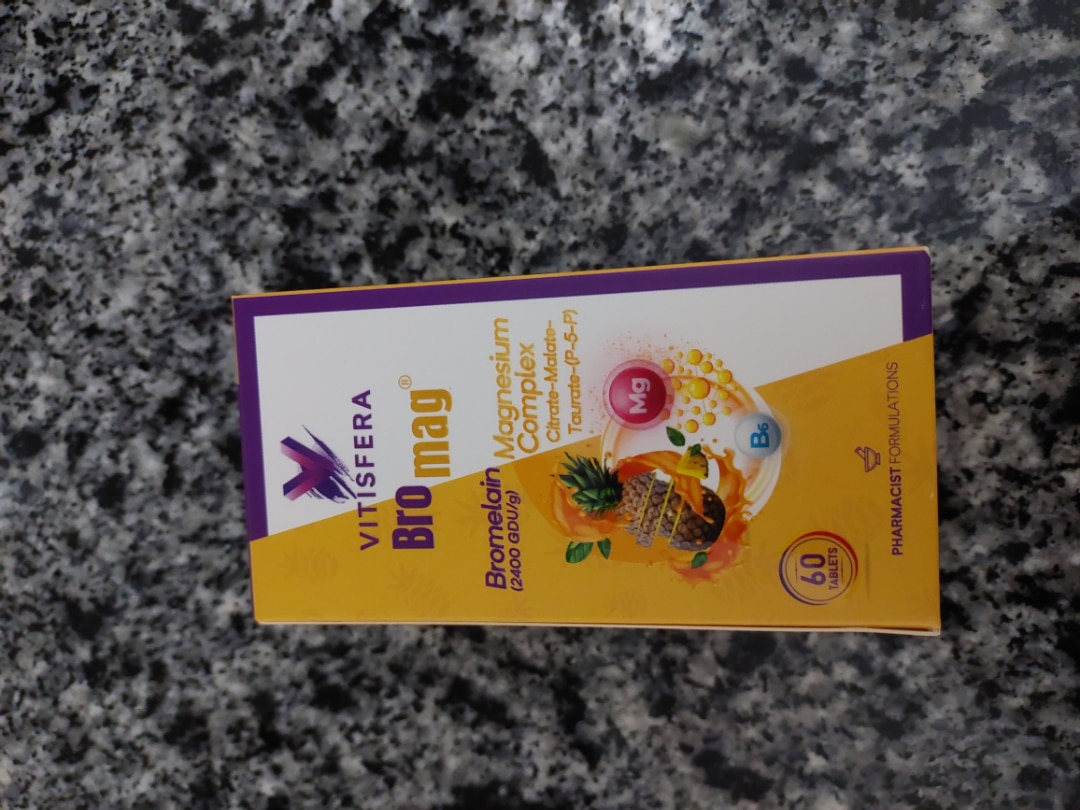 VITISFERA
Bromag®
Bromelain
(2400 GDU/g)
Magnesium
Complex
Citrate-Malate-
Taurate-(P-5-P)
Mg
B6
60
TABLETS
PHARMACIST FORMULATIONS